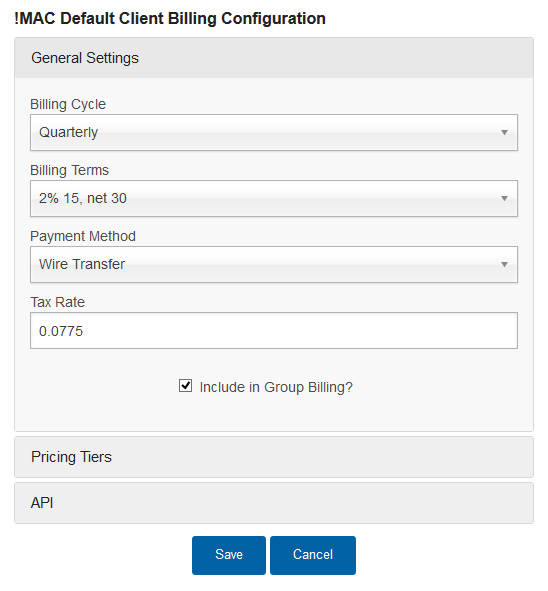 !MAC Default Client Billing Configuration
General Settings
Billing Cycle
Quarterly
Billing Terms
2% 15, net 30
Payment Method
Wire Transfer
Tax Rate
0.0775
Include in Group Billing?
Pricing Tiers
API
Save Cancel